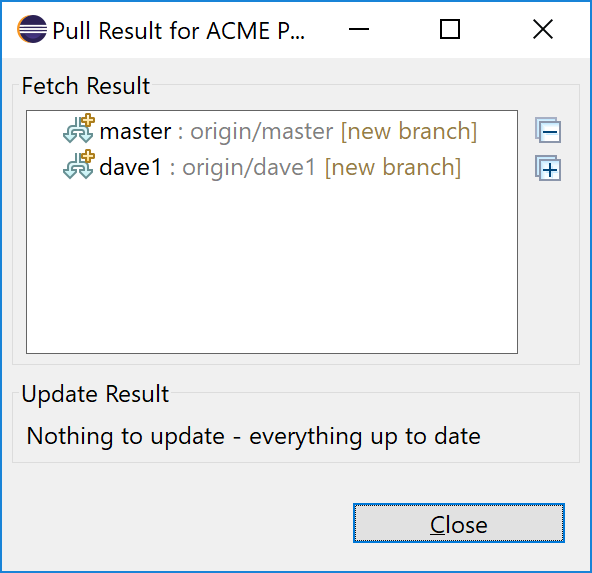 Pull Result for ACME P...
Fetch Result
master : origin/master [new branch]
dave1 : origin/dave1 [new branch]
Update Result
Nothing to update - everything up to date
Close